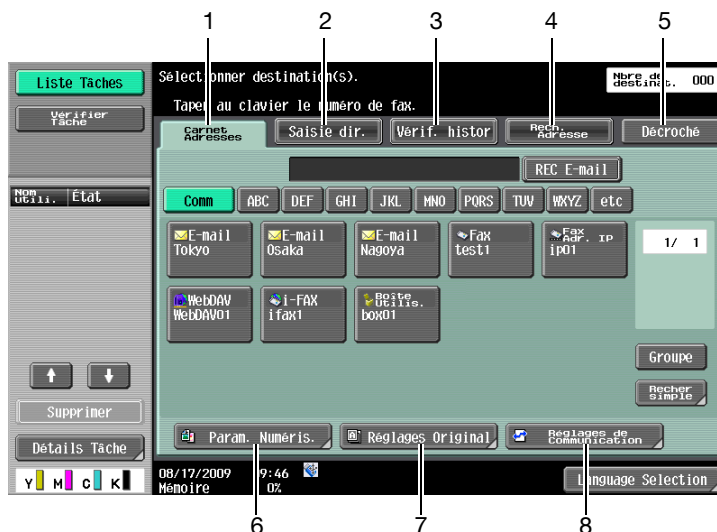 1 2 3 4 5
Liste Tâches
Sélectionner destination(s).
Nbre de destinat. 000
Taper au clavier le numéro de fax.
Vérifier Tâche
Carnet Adresses
Saisie dir.
Vérif. histor
Rech. Adresse
Décroché
REC E-mail
Nom Utili. État
Comm ABC DEF GHI JKL MNO PQRS TUV WXYZ etc
E-mail Tokyo
E-mail Osaka
E-mail Nagoya
Fax test1
Fax Adr. IP ip01
1/ 1
WebDAV WebDAV01
i-FAX ifax1
Boîte Utilis. box01
Groupe
Recher simple
Supprimer
Détails Tâche
Param. Numéris.
Réglages Original
Réglages de Communication
Y M C K
08/17/2009 9:46
Mémoire 0%
Language Selection
6 7 8